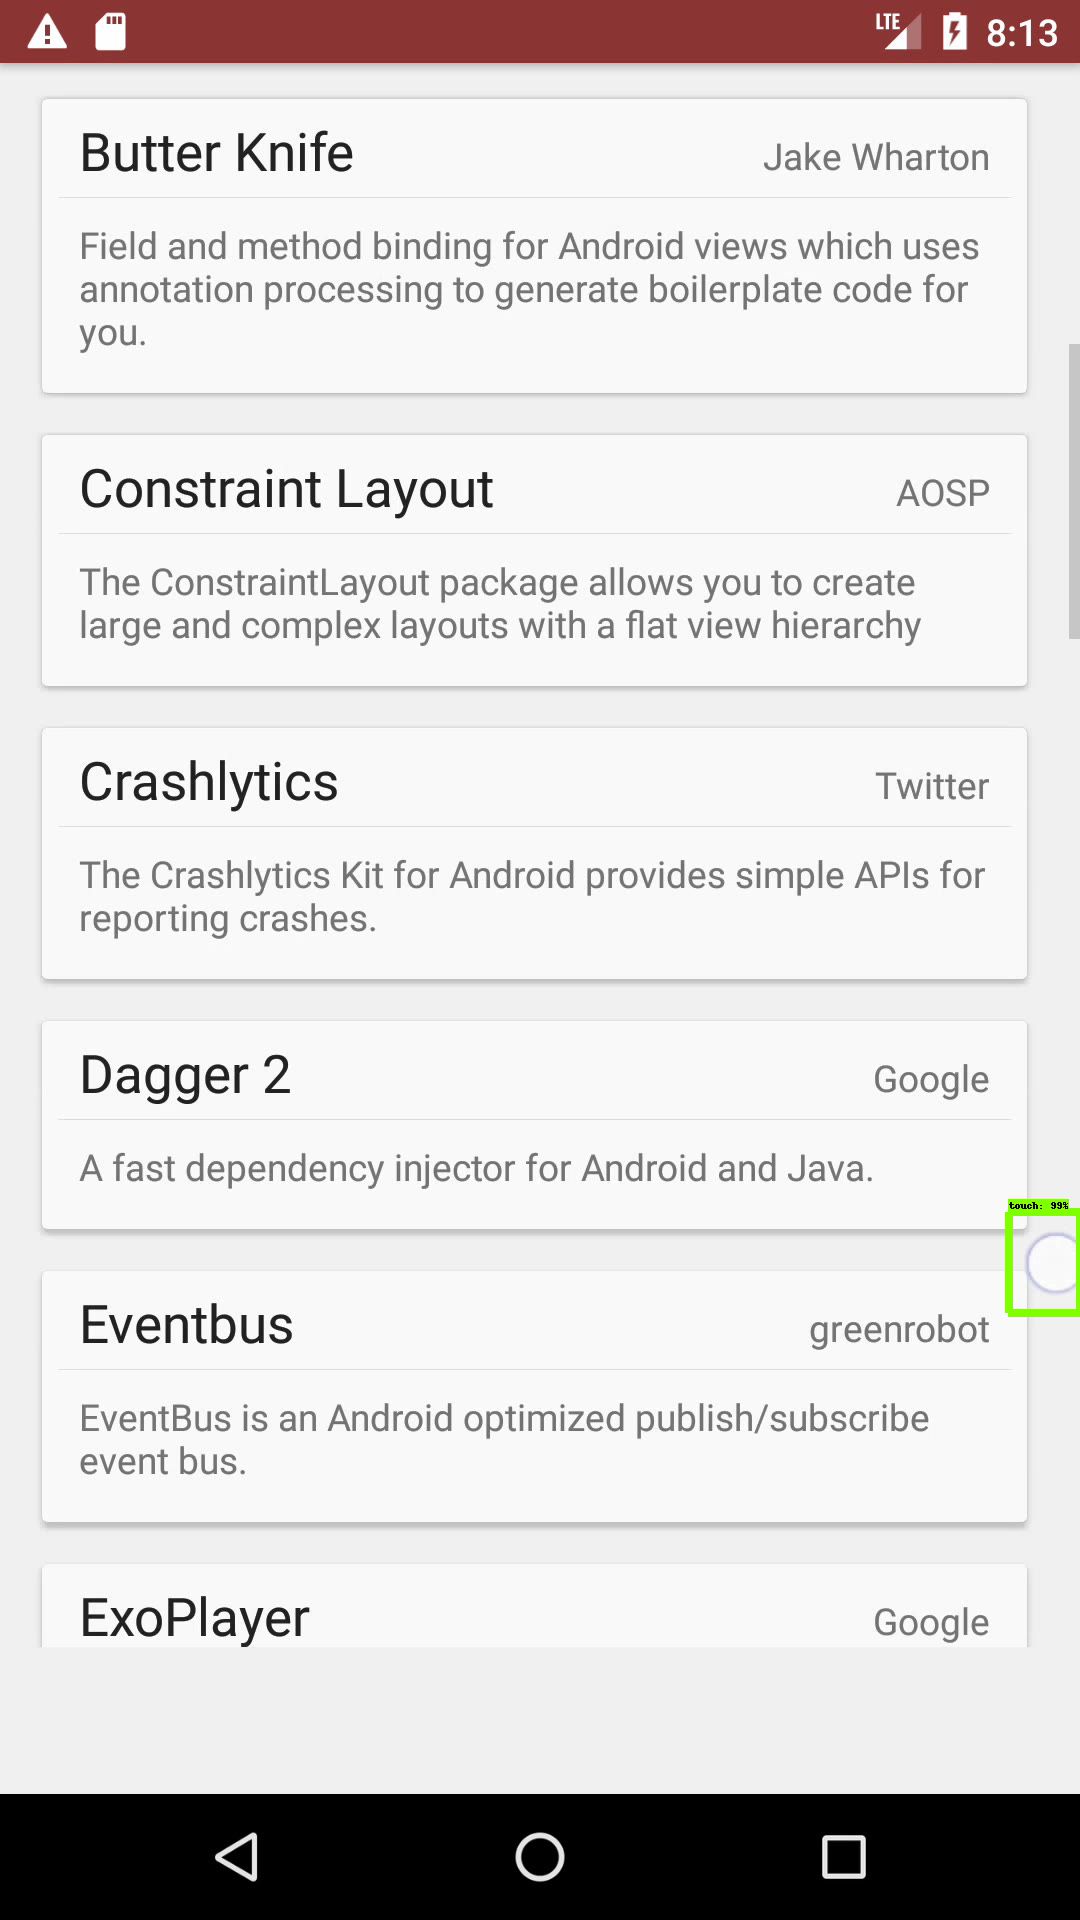 LTE 8:13
Butter Knife Jake Wharton
Field and method binding for Android views which uses
annotation processing to generate boilerplate code for
you.
Constraint Layout AOSP
The ConstraintLayout package allows you to create
large and complex layouts with a flat view hierarchy
Crashlytics Twitter
The Crashlytics Kit for Android provides simple APIs for
reporting crashes.
Dagger 2 Google
A fast dependency injector for Android and Java.
touch: 99%
Eventbus greenrobot
EventBus is an Android optimized publish/subscribe
event bus.
ExoPlayer Google